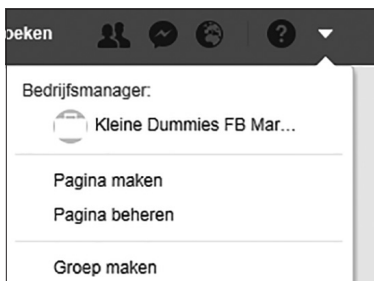 oeken
?
Bedrijfsmanager:
Kleine Dummies FB Mar...
Pagina maken
Pagina beheren
Groep maken